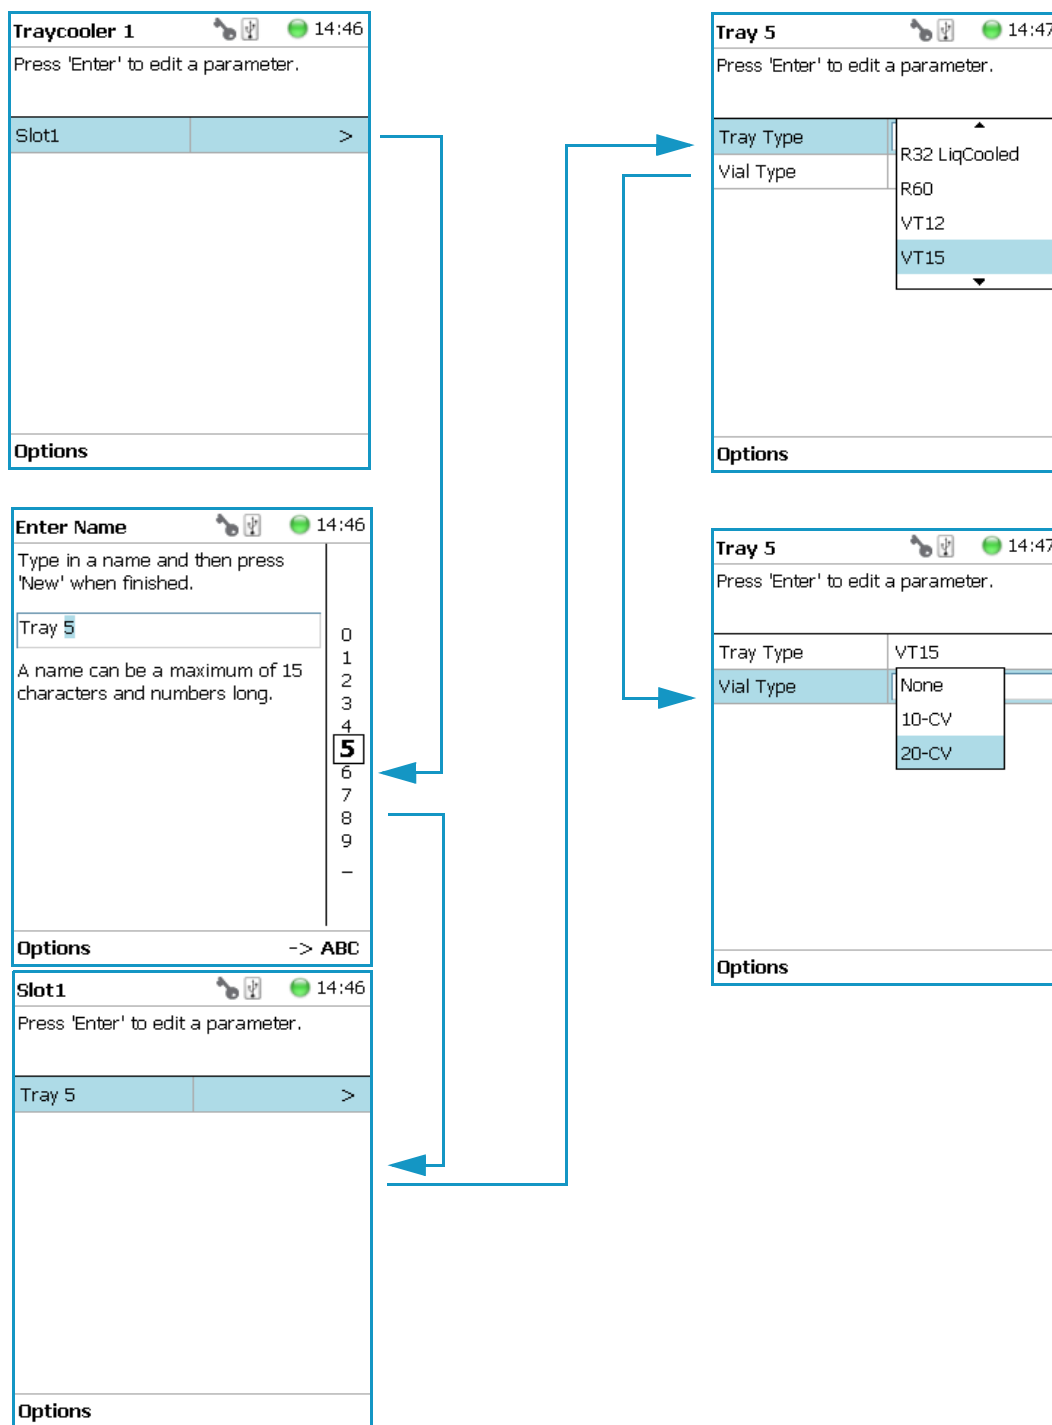 Traycooler 1 14:46
Press 'Enter' to edit a parameter.
Slot1 >
Options
Enter Name 14:46
Type in a name and then press
'New' when finished.
Tray 5
A name can be a maximum of 15
characters and numbers long.
0
1
2
3
4
5
6
7
8
9
_
Options -> ABC
Slot1 14:46
Press 'Enter' to edit a parameter.
Tray 5 >
Options
Tray 5 14:47
Press 'Enter' to edit a parameter.
Tray Type
Vial Type
R32 LiqCooled
R60
VT12
VT15
Options
Tray 5 14:47
Press 'Enter' to edit a parameter.
Tray Type VT15
Vial Type
None
10-CV
20-CV
Options